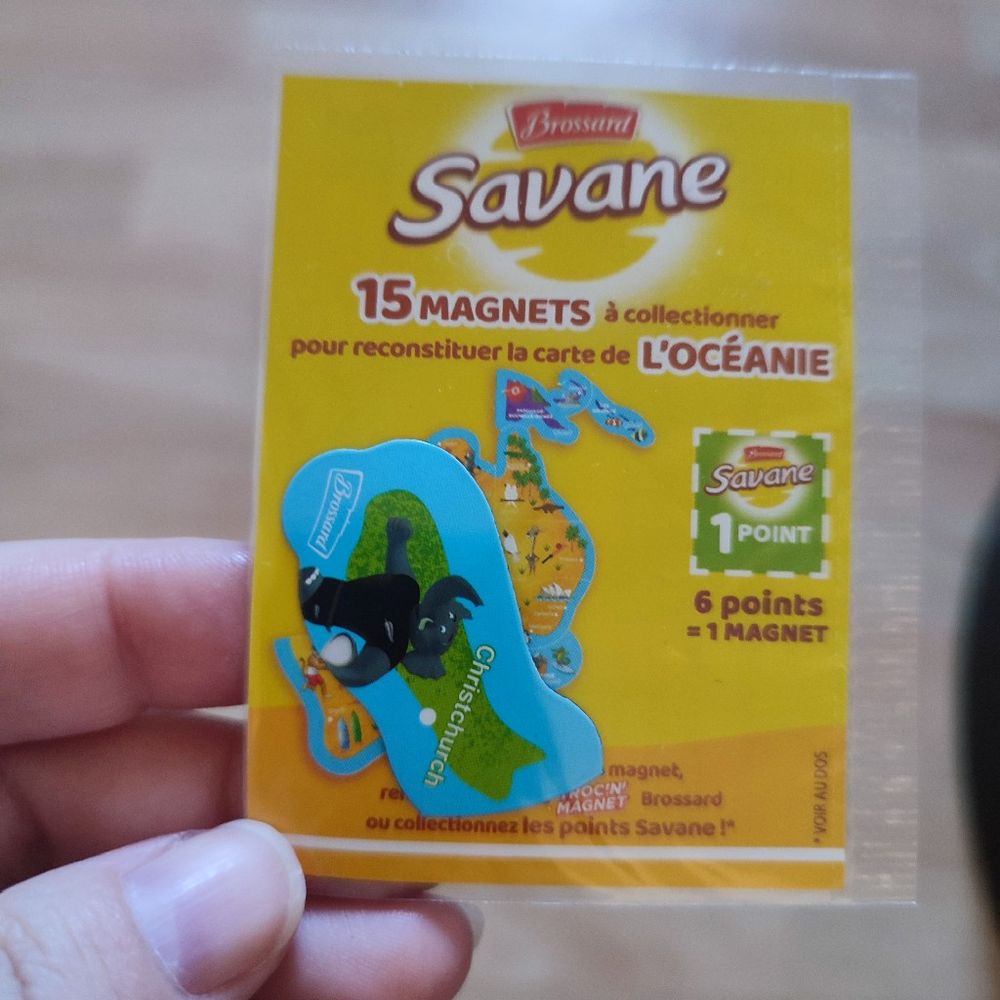 Brossard
Savane
15 MAGNETS à collectionner
pour reconstituer la carte de L'OCÉANIE
Brossard
Christchurch
Brossard
Savane
1 POINT
6 points
= 1 MAGNET
magnet,
TROC'N'
MAGNET Brossard
ou collectionnez les points Savane !*
* VOIR AU DOS